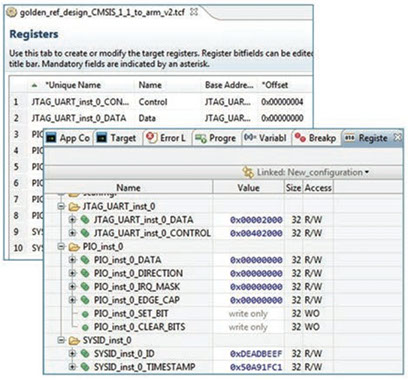 golden_ref_design_CMSIS_1_1_to_arm_v2.tcf
Registers
Use this tab to create or modify the target registers. Register bitfields can be edite
title bar. Mandatory fields are indicated by an asterisk.
*Unique Name Name Base Addre... *Offset
1 JTAG_UART_inst_0_CON... Control JTAG_UAR... 0x00000004
2 JTAG_UART_inst_0_DATA Data JTAG_UAR... 0x00000000
3 PIO
4 PIO
5 PIO
6 PIO
7 PIO
8 PIO
9 SYS
10 SYS
App Co Target Error L Progre Variabl Breakp Registe
Linked: New_configuration
Name Value Size Access
JTAG_UART_inst_0
JTAG_UART_inst_0_DATA 0x00002000 32 R/W
JTAG_UART_inst_0_CONTROL 0x00402000 32 R/W
PIO_inst_0
PIO_inst_0_DATA 0x00000000 32 R/W
PIO_inst_0_DIRECTION 0x00000000 32 R/W
PIO_inst_0_IRQ_MASK 0x00000000 32 R/W
PIO_inst_0_EDGE_CAP 0x00000000 32 R/W
PIO_inst_0_SET_BIT write only 32 WO
PIO_inst_0_CLEAR_BITS write only 32 WO
SYSID_inst_0
SYSID_inst_0_ID 0xDEADBEEF 32 R/W
SYSID_inst_0_TIMESTAMP 0x50A91FC1 32 R/W